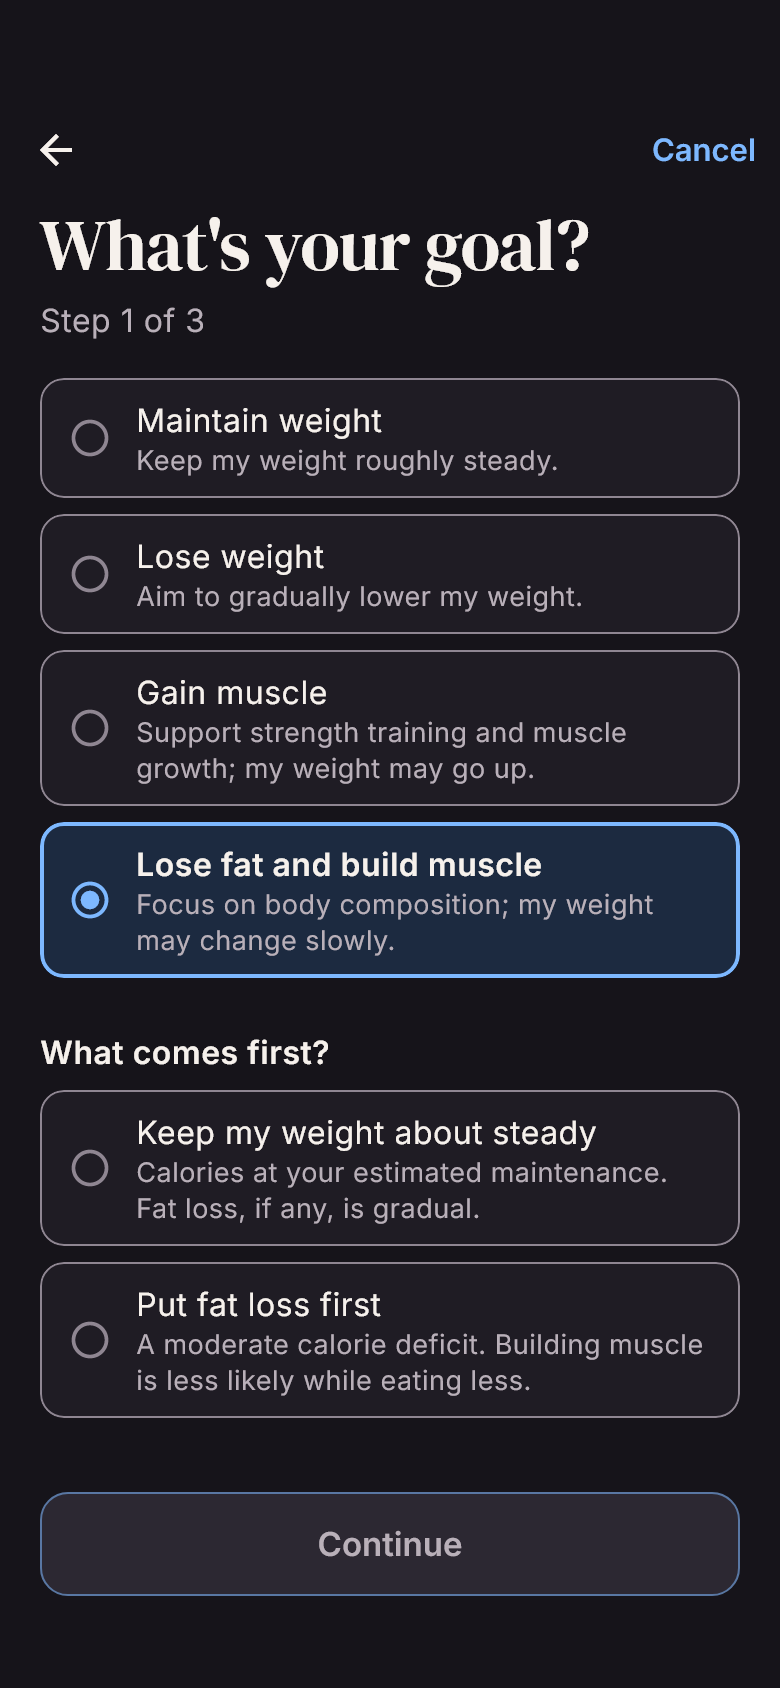 Cancel
What's your goal?
Step 1 of 3
Maintain weight
Keep my weight roughly steady.
Lose weight
Aim to gradually lower my weight.
Gain muscle
Support strength training and muscle
growth; my weight may go up.
Lose fat and build muscle
Focus on body composition; my weight
may change slowly.
What comes first?
Keep my weight about steady
Calories at your estimated maintenance.
Fat loss, if any, is gradual.
Put fat loss first
A moderate calorie deficit. Building muscle
is less likely while eating less.
Continue